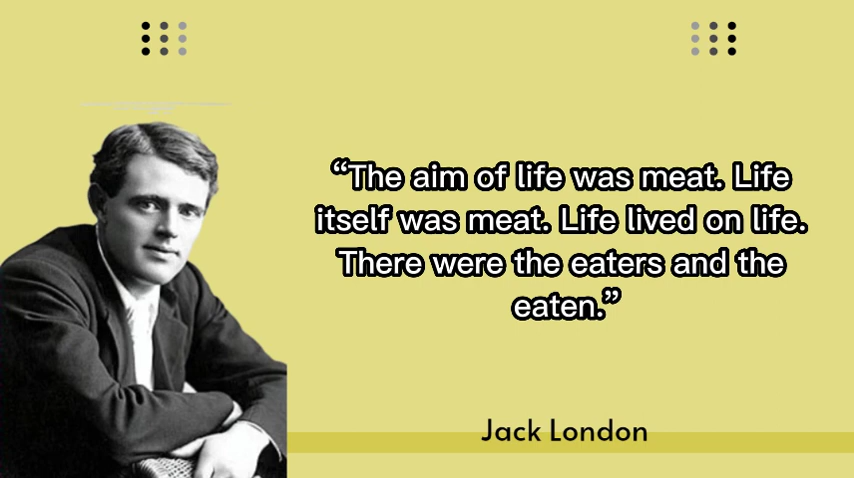 “The aim of life was meat. Life
itself was meat. Life lived on life.
There were the eaters and the
eaten.”
Jack London